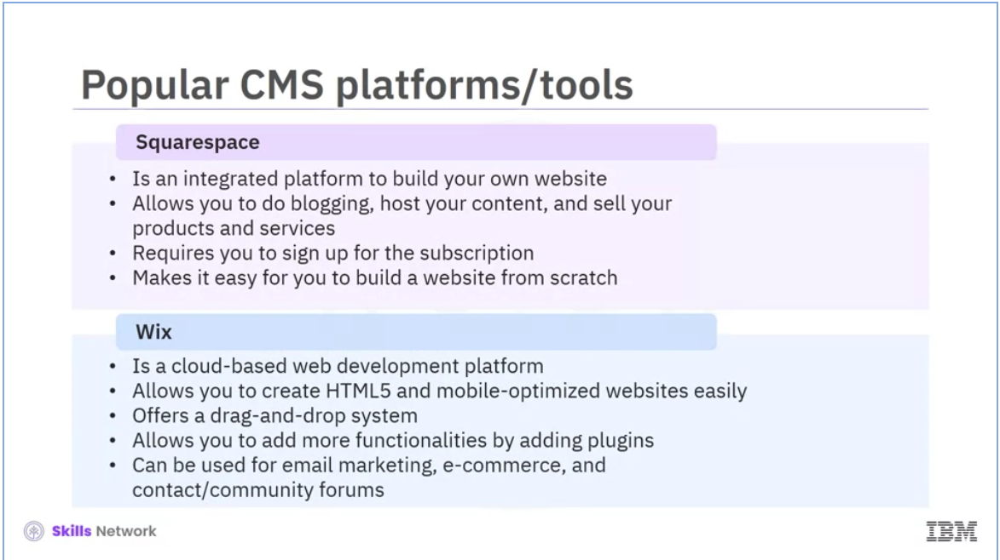 Popular CMS platforms/tools
Squarespace
• Is an integrated platform to build your own website
• Allows you to do blogging, host your content, and sell your
products and services
• Requires you to sign up for the subscription
• Makes it easy for you to build a website from scratch
Wix
• Is a cloud-based web development platform
• Allows you to create HTML5 and mobile-optimized websites easily
• Offers a drag-and-drop system
• Allows you to add more functionalities by adding plugins
• Can be used for email marketing, e-commerce, and
contact/community forums
Skills Network
IBM